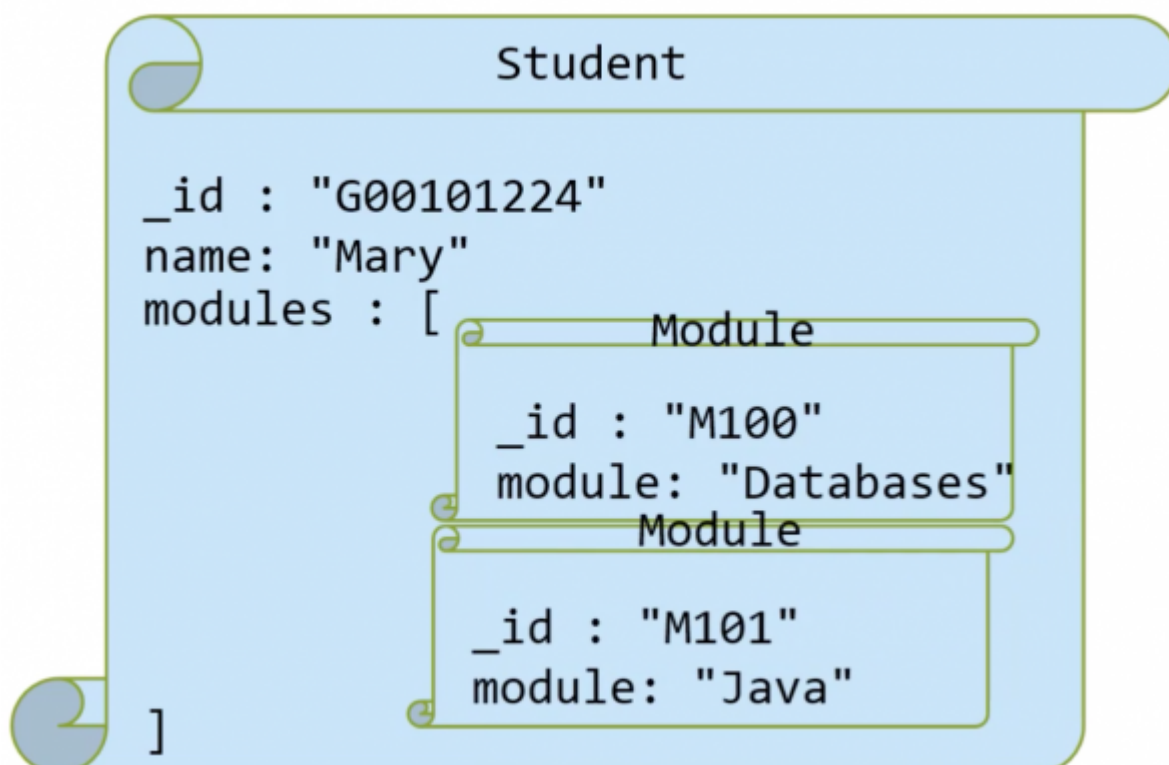 Student
_id : "G00101224"
name: "Mary"
modules : [
Module
_id : "M100"
module: "Databases"
Module
_id : "M101"
module: "Java"
]